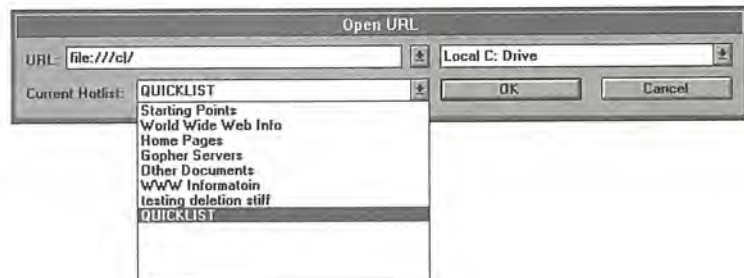 Open URL
URL: file:///c|/ Local C: Drive
Current Hotlist: QUICKLIST OK Cancel
Starting Points
World Wide Web Info
Home Pages
Gopher Servers
Other Documents
WWW Informatoin
testing deletion stiff
QUICKLIST